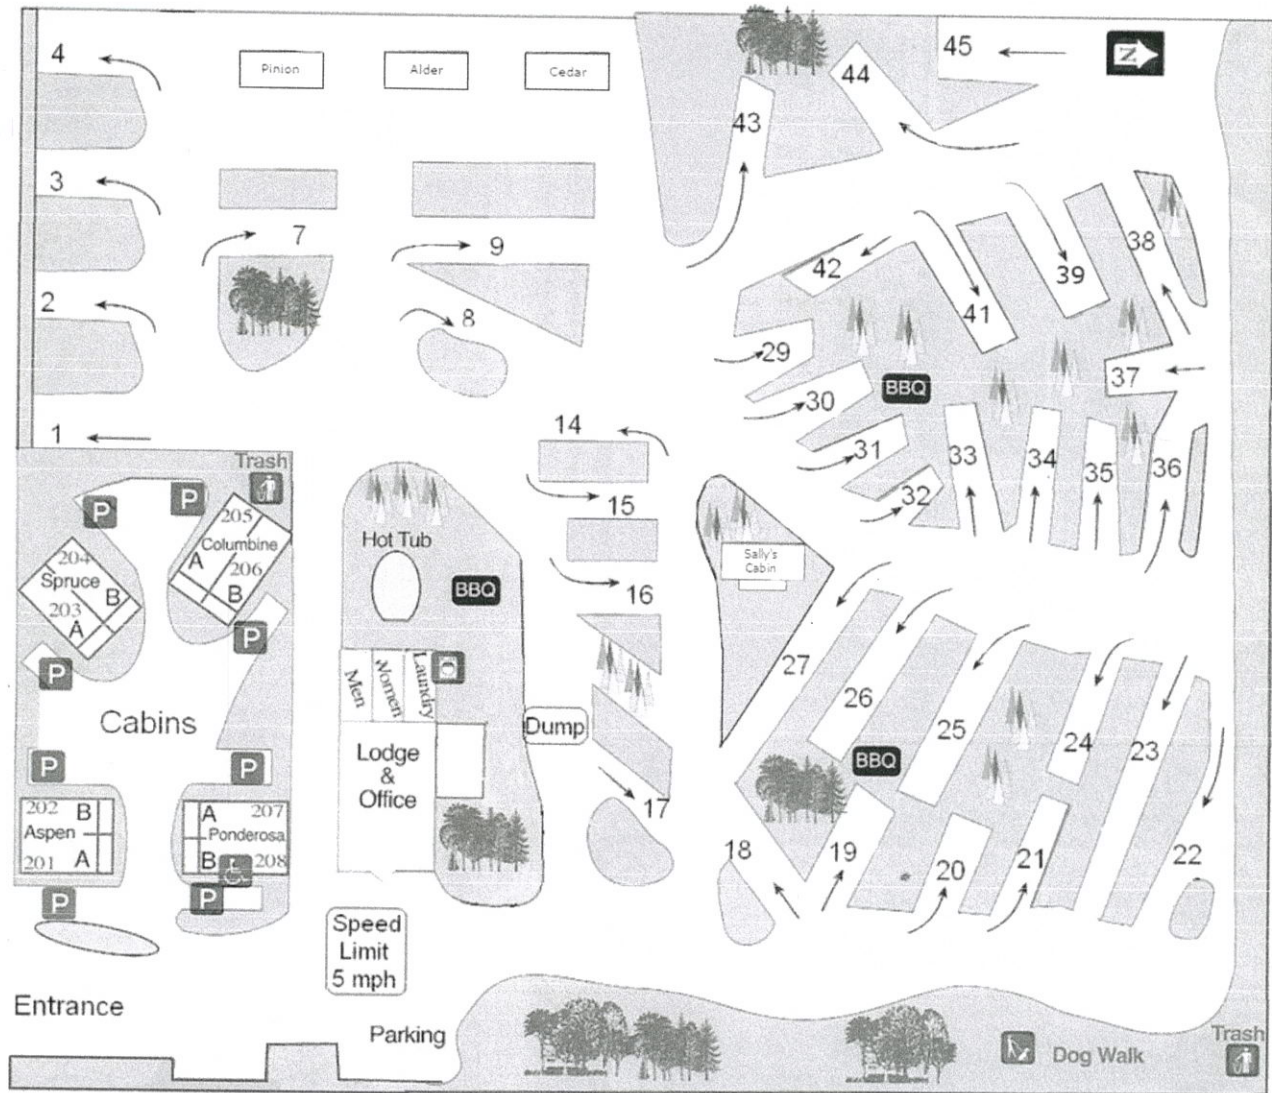 4
Pinion
Alder
Cedar
45
N
44
43
3
7
9
38
42
39
2
8
41
29
37
30
BBQ
1
14
31
33
34
35
36
Trash
P
P
205
Columbine
A
206
B
P
204
Spruce
B
203
A
P
Hot Tub
BBQ
15
32
16
Sally's
Cabin
27
Men
Women
Laundry
Cabins
Dump
Lodge
&
Office
26
25
24
23
BBQ
P
P
202
B
Aspen
201
A
A
207
Ponderosa
B
208
P
P
17
18
19
20
21
22
Speed
Limit
5 mph
Entrance
Parking
Dog Walk
Trash